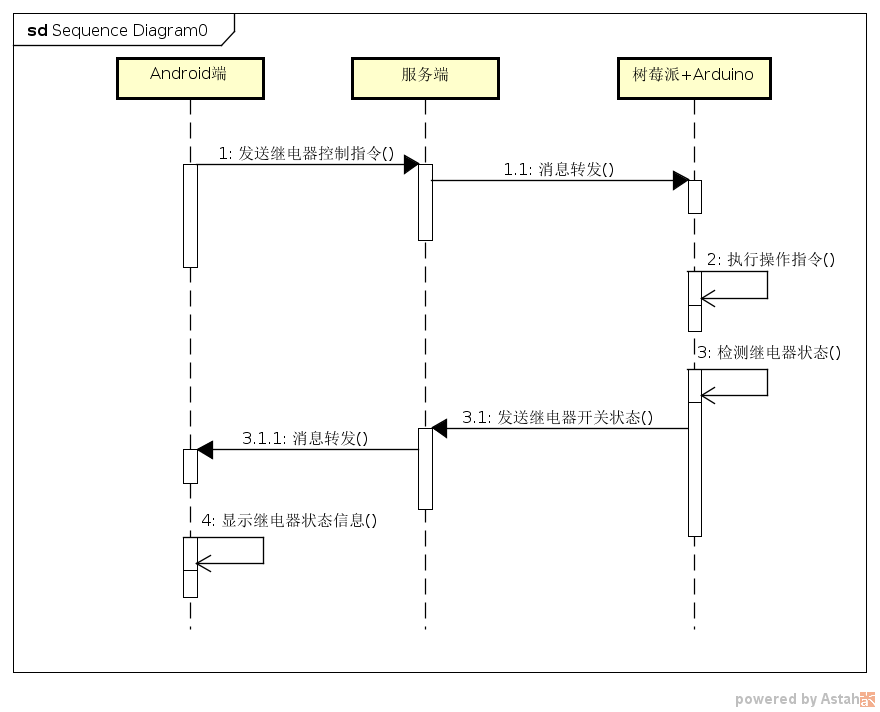 sd Sequence Diagram0
Android端
服务端
树莓派+Arduino
1: 发送继电器控制指令()
1.1: 消息转发()
2: 执行操作指令()
3: 检测继电器状态()
3.1: 发送继电器开关状态()
3.1.1: 消息转发()
4: 显示继电器状态信息()
powered by Astah